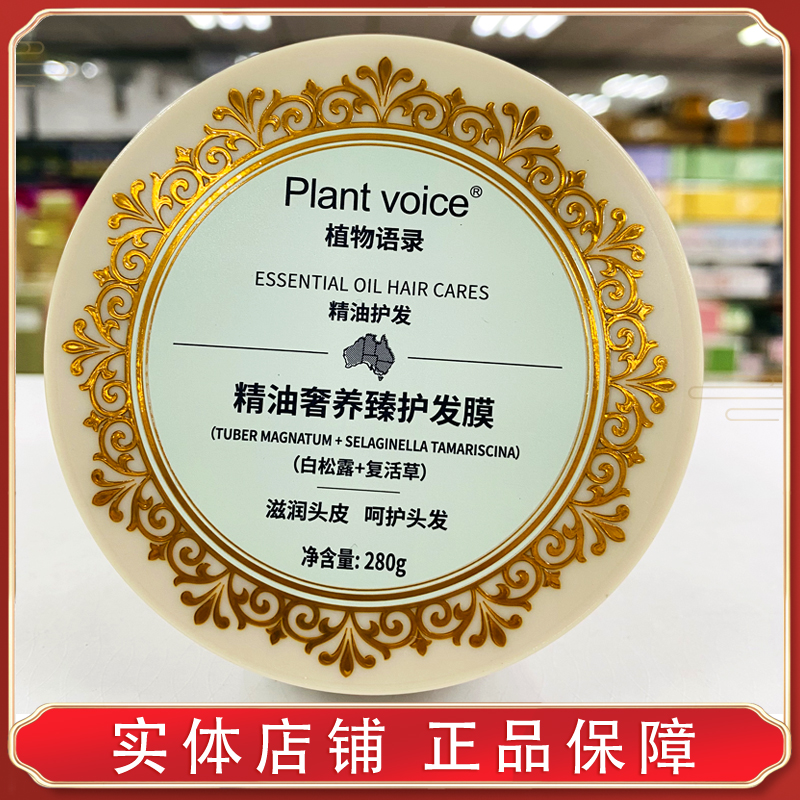 Plant voice®
植物语录
ESSENTIAL OIL HAIR CARES
精油护发
精油奢养臻护发膜
(TUBER MAGNATUM + SELAGINELLA TAMARISCINA)
(白松露+复活草)
滋润头皮 呵护头发
净含量: 280g
实体店铺 正品保障